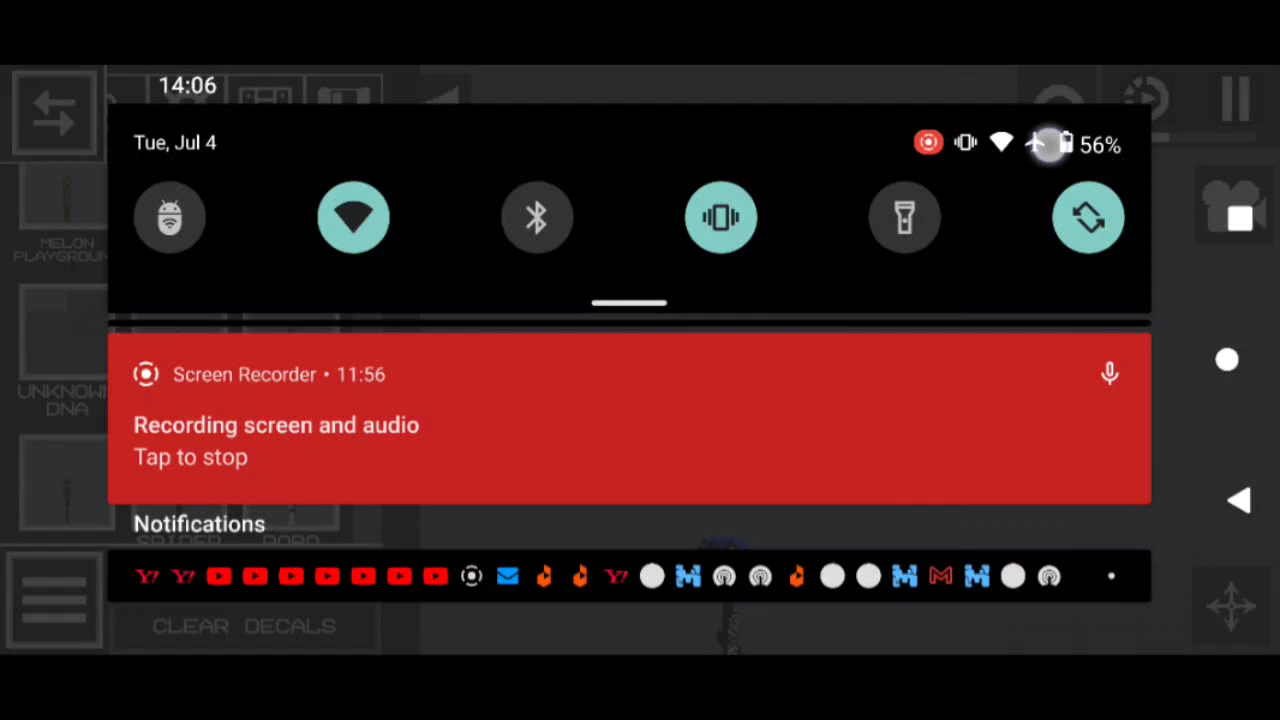 14:06
Tue, Jul 4
56%
MELON
PLAYGROUN
Screen Recorder • 11:56
UNKNOWN
DNA
Recording screen and audio
Tap to stop
Notifications
SPIDER
CLEAR DECALS